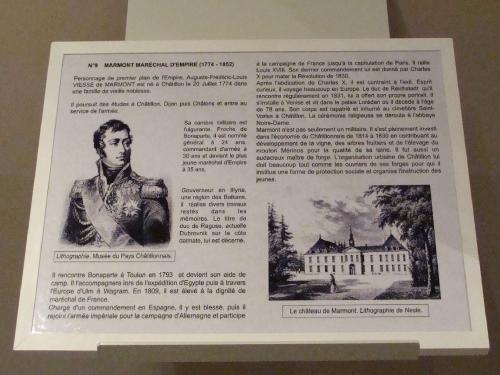 N°9 MARMONT MARÉCHAL D'EMPIRE (1774 - 1852)
Personnage de premier plan de l'Empire, Auguste-Frédéric-Louis
VIESSE de MARMONT est né à Châtillon le 20 Juillet 1774 dans
une famille de vieille noblesse.
Il poursuit des études à Châtillon, Dijon puis Châlons et entre au
service de l'armée.
Sa carrière militaire est
fulgurante. Proche de
Bonaparte, il est nommé
général à 24 ans,
commandant d'armée à
30 ans et devient le plus
jeune maréchal d'Empire
à 35 ans.
Gouverneur en Illyrie,
une région des Balkans,
il réalise divers travaux
restés dans les
mémoires. Le titre de
duc de Raguse, actuelle
Dubrovnik sur la côte
dalmate, lui est décerné.
Lithographie. Musée du Pays Châtillonnais.
Il rencontre Bonaparte à Toulon en 1793 et devient son aide de
camp. Il l'accompagnera lors de l'expédition d'Egypte puis à travers
l'Europe d'Ulm à Wagram. En 1809, il est élevé à la dignité de
maréchal de France.
Chargé d'un commandement en Espagne, il y est blessé, puis il
rejoint l'armée impériale pour la campagne d'Allemagne et participe
à la campagne de France jusqu'à la capitulation de Paris. Il rallie
Louis XVIII. Son dernier commandement lui est donné par Charles
X pour mater la Révolution de 1830.
Après l'abdication de Charles X, il est contraint à l'exil. Esprit
curieux, il voyage beaucoup en Europe. Le duc de Reichstadt qu'il
rencontre régulièrement en 1831, lui a offert son propre portrait. Il
s'installe à Venise et vit dans le palais Lorédan où il décède à l'âge
de 78 ans. Son corps est rapatrié et inhumé au cimetière Saint-
Vorles à Châtillon. La cérémonie religieuse se déroule à l'abbaye
Notre-Dame.
Marmont n'est pas seulement un militaire. Il s'est pleinement investi
dans l'économie du Châtillonnais de 1814 à 1830 en contribuant au
développement de la vigne, des arbres fruitiers et de l'élevage du
mouton Mérinos pour la qualité de sa laine. Il fut aussi un
audacieux maître de forge. L'organisation urbaine de Châtillon lui
doit beaucoup tout comme les ouvriers de ses forges pour qui il
institua une forme de protection sociale et organisa l'instruction des
jeunes.
Le château de Marmont. Lithographie de Nesle.